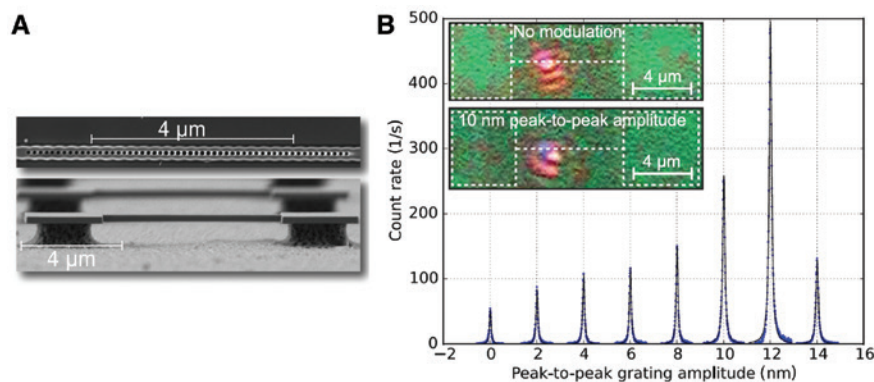 A
4 µm
4 µm
B
No modulation
4 µm
10 nm peak-to-peak amplitude
4 µm
Count rate (1/s)
500
400
300
200
100
0
−2 0 2 4 6 8 10 12 14 16
Peak-to-peak grating amplitude (nm)